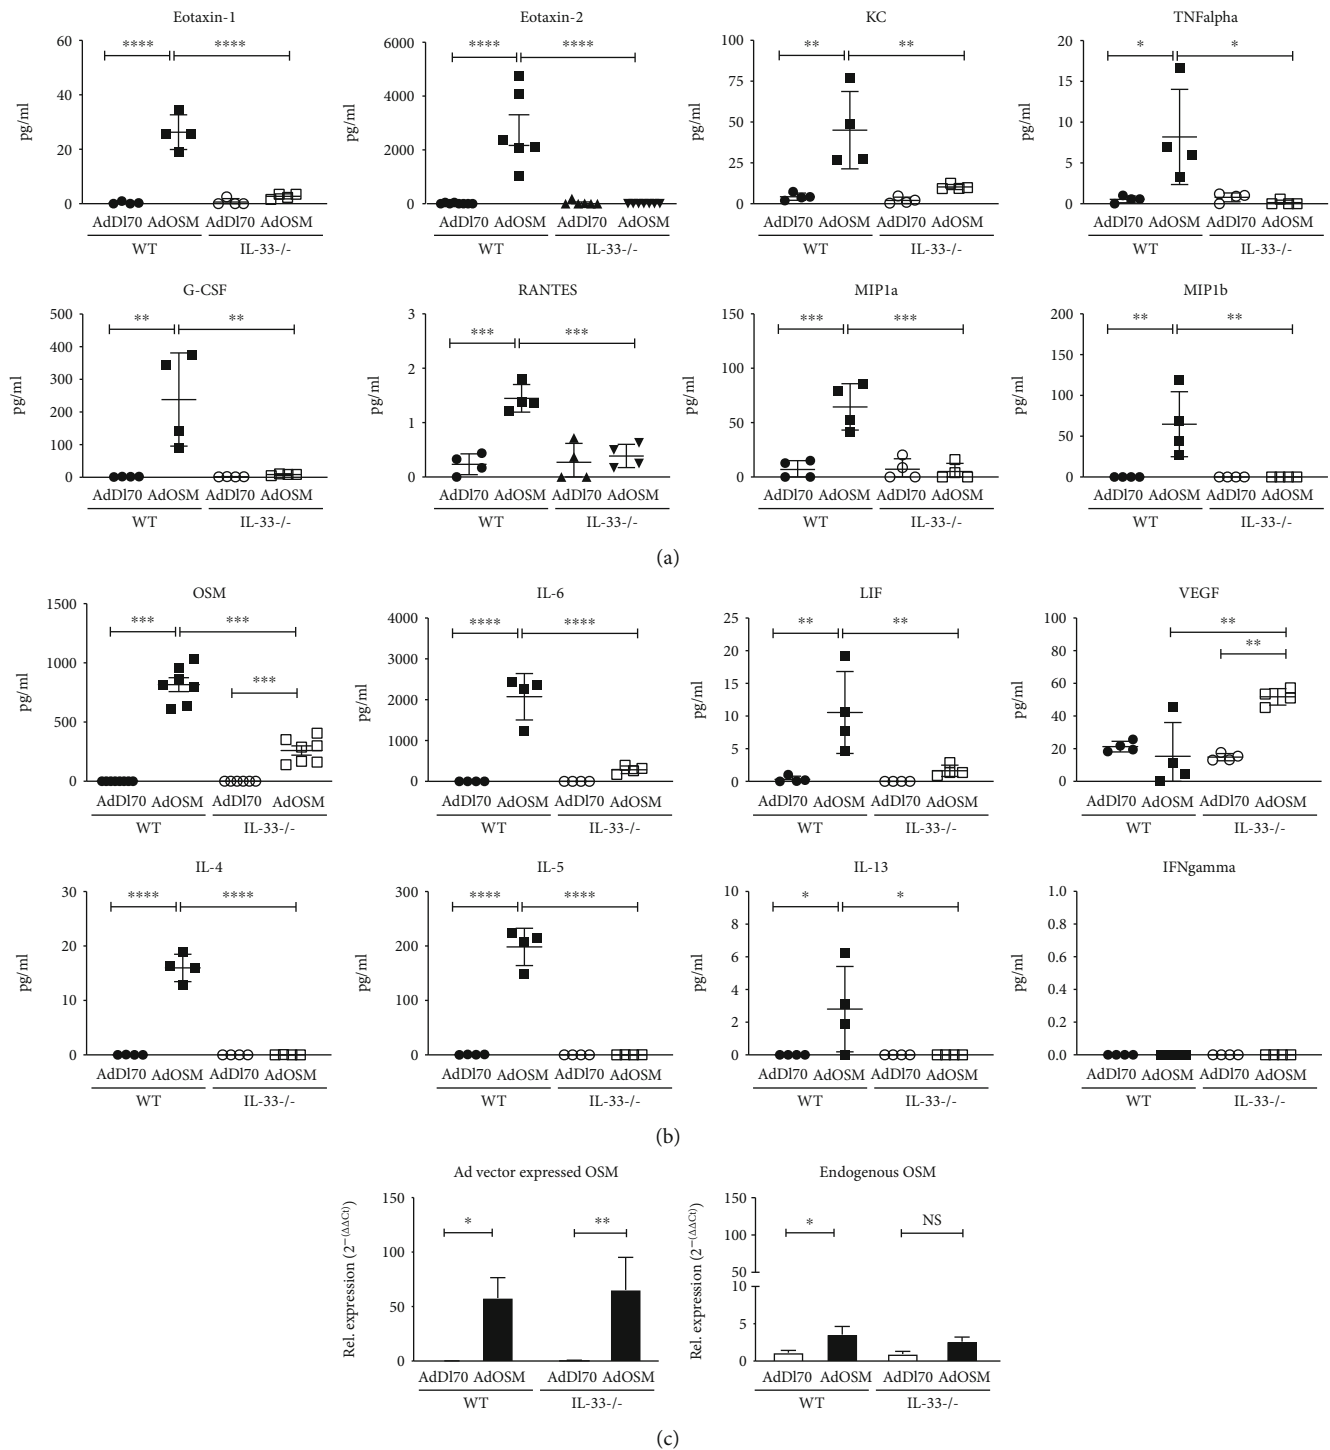 Eotaxin-1 Eotaxin-2 KC TNFalpha
60 40 20 0 pg/ml **** ****
6000 4000 2000 0 pg/ml **** ****
100 75 50 25 0 pg/ml ** **
20 15 10 5 0 pg/ml * *
AdDl70 AdOSM AdDl70 AdOSM AdDl70 AdOSM AdDl70 AdOSM AdDl70 AdOSM AdDl70 AdOSM AdDl70 AdOSM AdDl70 AdOSM
WT IL-33-/- WT IL-33-/- WT IL-33-/- WT IL-33-/-
G-CSF RANTES MIP1a MIP1b
500 400 300 200 100 0 pg/ml ** **
3 2 1 0 pg/ml *** ***
150 100 50 0 pg/ml *** ***
200 150 100 50 0 pg/ml ** **
AdDl70 AdOSM AdDl70 AdOSM AdDl70 AdOSM AdDl70 AdOSM AdDl70 AdOSM AdDl70 AdOSM AdDl70 AdOSM AdDl70 AdOSM
WT IL-33-/- WT IL-33-/- WT IL-33-/- WT IL-33-/-
(a)
OSM IL-6 LIF VEGF
1500 1000 500 0 pg/ml *** *** ***
4000 3000 2000 1000 0 pg/ml **** ****
25 20 15 10 5 0 pg/ml ** **
100 80 60 40 20 0 pg/ml ** **
AdDl70 AdOSM AdDl70 AdOSM AdDl70 AdOSM AdDl70 AdOSM AdDl70 AdOSM AdDl70 AdOSM AdDl70 AdOSM AdDl70 AdOSM
WT IL-33-/- WT IL-33-/- WT IL-33-/- WT IL-33-/-
IL-4 IL-5 IL-13 IFNgamma
30 20 10 0 pg/ml **** ****
300 200 100 0 pg/ml **** ****
10 8 6 4 2 0 pg/ml * *
1.0 0.8 0.6 0.4 0.2 0.0 pg/ml
AdDl70 AdOSM AdDl70 AdOSM AdDl70 AdOSM AdDl70 AdOSM AdDl70 AdOSM AdDl70 AdOSM AdDl70 AdOSM AdDl70 AdOSM
WT IL-33-/- WT IL-33-/- WT IL-33-/- WT IL-33-/-
(b)
Ad vector expressed OSM Endogenous OSM
150 100 50 0 Rel. expression (2−(ΔΔCt)) * **
150 100 50 10 5 0 Rel. expression (2−(ΔΔCt)) * NS
AdDl70 AdOSM AdDl70 AdOSM AdDl70 AdOSM AdDl70 AdOSM
WT IL-33-/- WT IL-33-/-
(c)